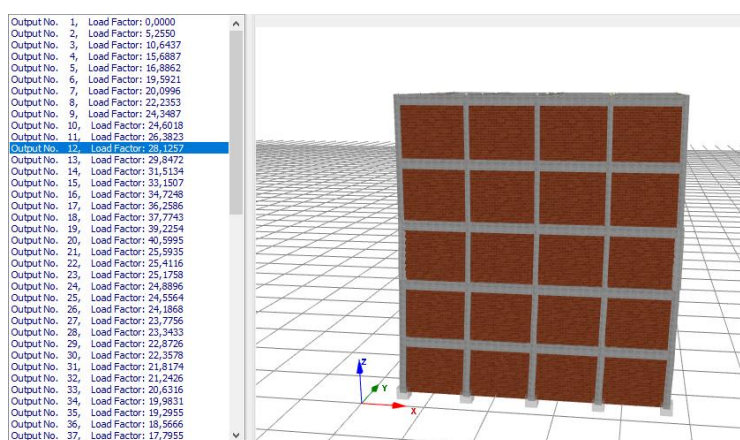 Output No. 1, Load Factor: 0,0000
Output No. 2, Load Factor: 5,2550
Output No. 3, Load Factor: 10,6437
Output No. 4, Load Factor: 15,6887
Output No. 5, Load Factor: 16,8862
Output No. 6, Load Factor: 19,5921
Output No. 7, Load Factor: 20,0996
Output No. 8, Load Factor: 22,2353
Output No. 9, Load Factor: 24,3487
Output No. 10, Load Factor: 24,6018
Output No. 11, Load Factor: 26,3823
Output No. 12, Load Factor: 28,1257
Output No. 13, Load Factor: 29,8472
Output No. 14, Load Factor: 31,5134
Output No. 15, Load Factor: 33,1507
Output No. 16, Load Factor: 34,7248
Output No. 17, Load Factor: 36,2586
Output No. 18, Load Factor: 37,7743
Output No. 19, Load Factor: 39,2254
Output No. 20, Load Factor: 40,5995
Output No. 21, Load Factor: 25,5935
Output No. 22, Load Factor: 25,4116
Output No. 23, Load Factor: 25,1758
Output No. 24, Load Factor: 24,8896
Output No. 25, Load Factor: 24,5564
Output No. 26, Load Factor: 24,1868
Output No. 27, Load Factor: 23,7756
Output No. 28, Load Factor: 23,3433
Output No. 29, Load Factor: 22,8726
Output No. 30, Load Factor: 22,3578
Output No. 31, Load Factor: 21,8174
Output No. 32, Load Factor: 21,2426
Output No. 33, Load Factor: 20,6316
Output No. 34, Load Factor: 19,9831
Output No. 35, Load Factor: 19,2955
Output No. 36, Load Factor: 18,5666
Output No. 37, Load Factor: 17,7955
Z
Y
X